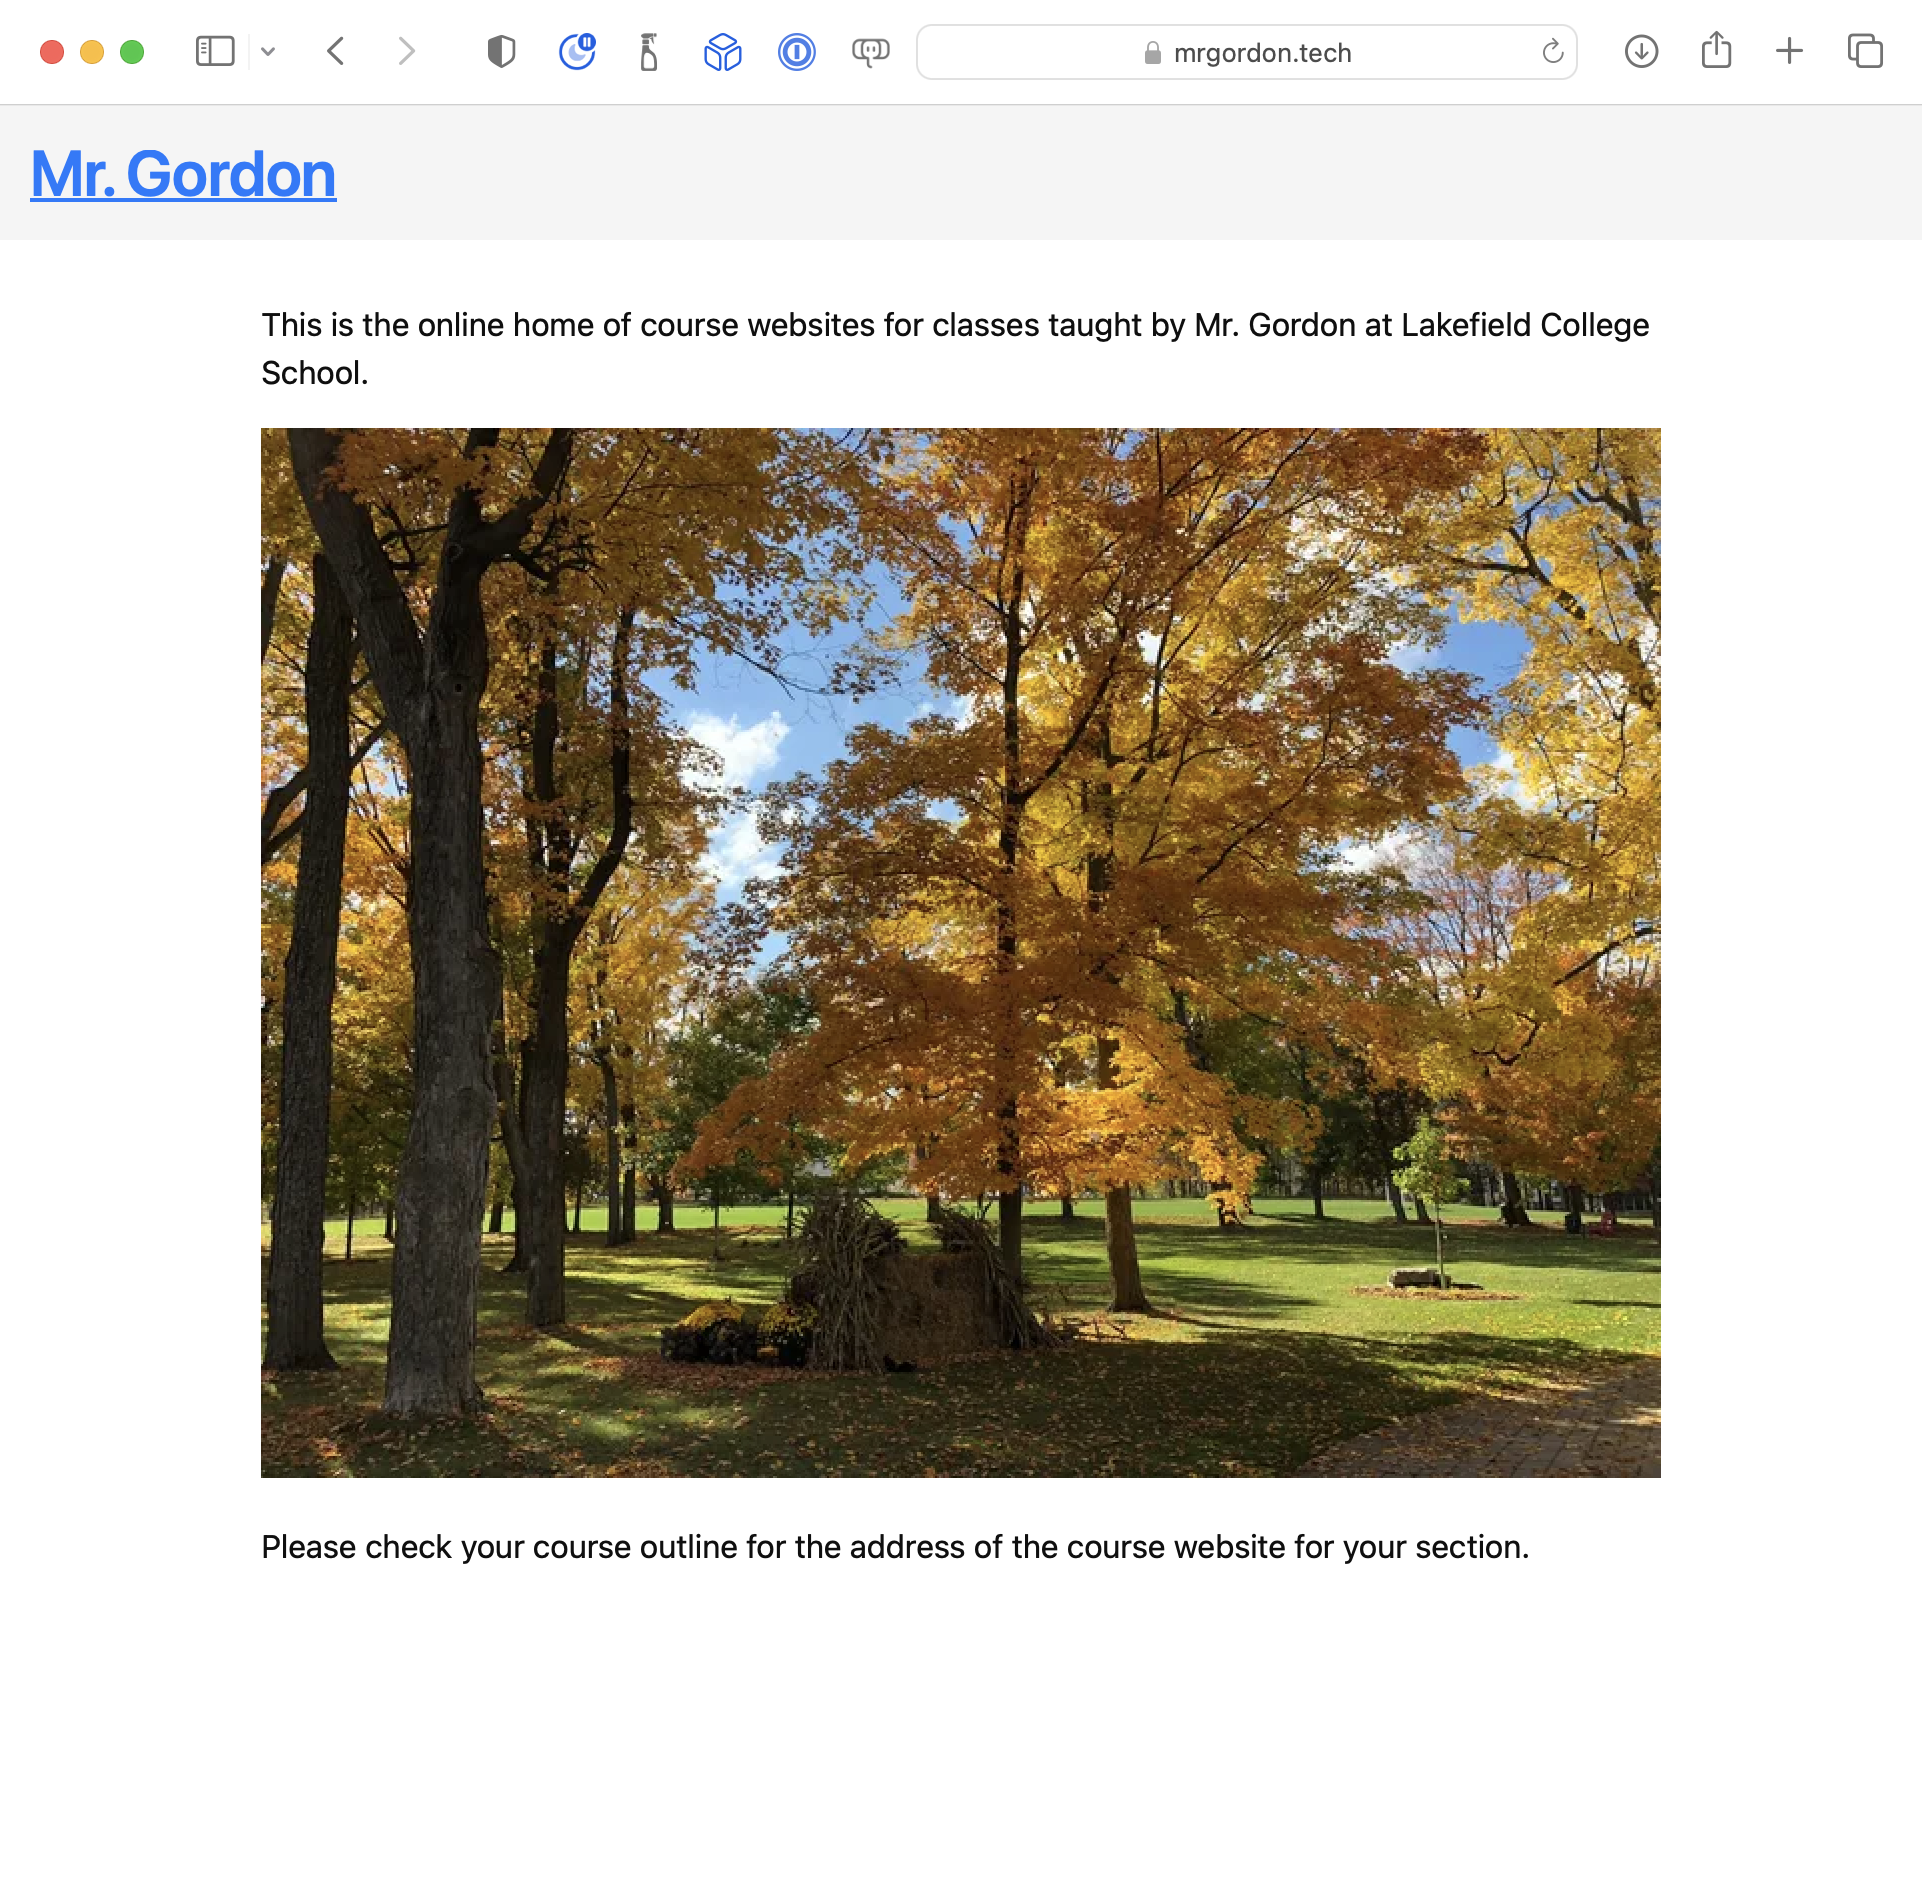 mrgordon.tech
Mr. Gordon
This is the online home of course websites for classes taught by Mr. Gordon at Lakefield College
School.
Please check your course outline for the address of the course website for your section.